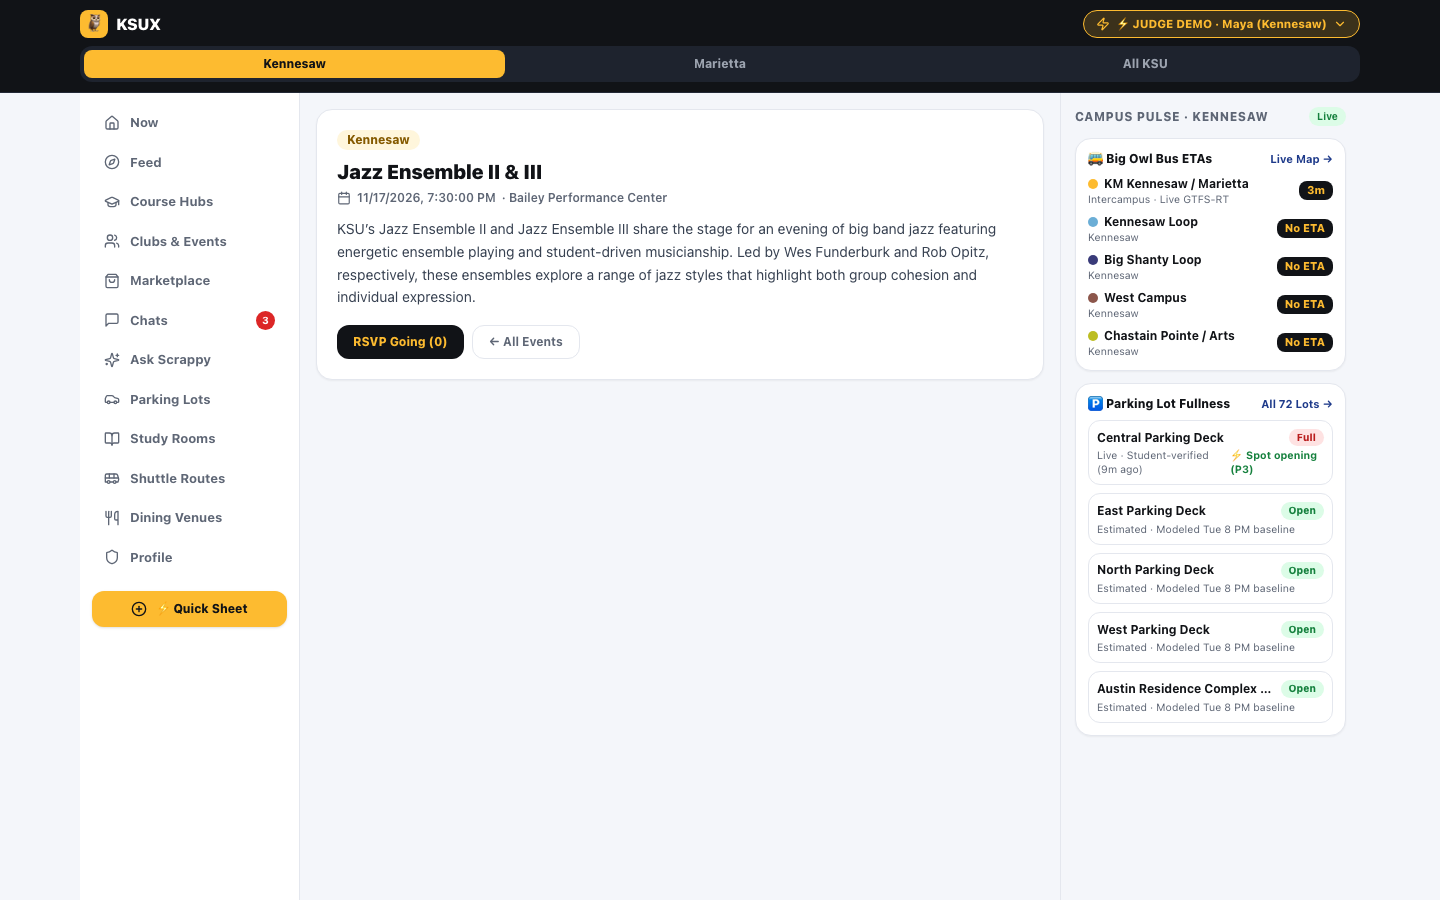 KSUX
⚡ JUDGE DEMO · Maya (Kennesaw)
Kennesaw
Marietta
All KSU
Now
Feed
Course Hubs
Clubs & Events
Marketplace
Chats
3
Ask Scrappy
Parking Lots
Study Rooms
Shuttle Routes
Dining Venues
Profile
⚡ Quick Sheet
Kennesaw
Jazz Ensemble II & III
11/17/2026, 7:30:00 PM · Bailey Performance Center
KSU's Jazz Ensemble II and Jazz Ensemble III share the stage for an evening of big band jazz featuring
energetic ensemble playing and student-driven musicianship. Led by Wes Funderburk and Rob Opitz,
respectively, these ensembles explore a range of jazz styles that highlight both group cohesion and
individual expression.
RSVP Going (0)
← All Events
CAMPUS PULSE · KENNESAW
Live
Big Owl Bus ETAs
Live Map →
KM Kennesaw / Marietta
3m
Intercampus · Live GTFS-RT
Kennesaw Loop
No ETA
Kennesaw
Big Shanty Loop
No ETA
Kennesaw
West Campus
No ETA
Kennesaw
Chastain Pointe / Arts
No ETA
Kennesaw
🅿️ Parking Lot Fullness
All 72 Lots →
Central Parking Deck
Full
Live · Student-verified
(9m ago)
⚡ Spot opening
(P3)
East Parking Deck
Open
Estimated · Modeled Tue 8 PM baseline
North Parking Deck
Open
Estimated · Modeled Tue 8 PM baseline
West Parking Deck
Open
Estimated · Modeled Tue 8 PM baseline
Austin Residence Complex ...
Open
Estimated · Modeled Tue 8 PM baseline